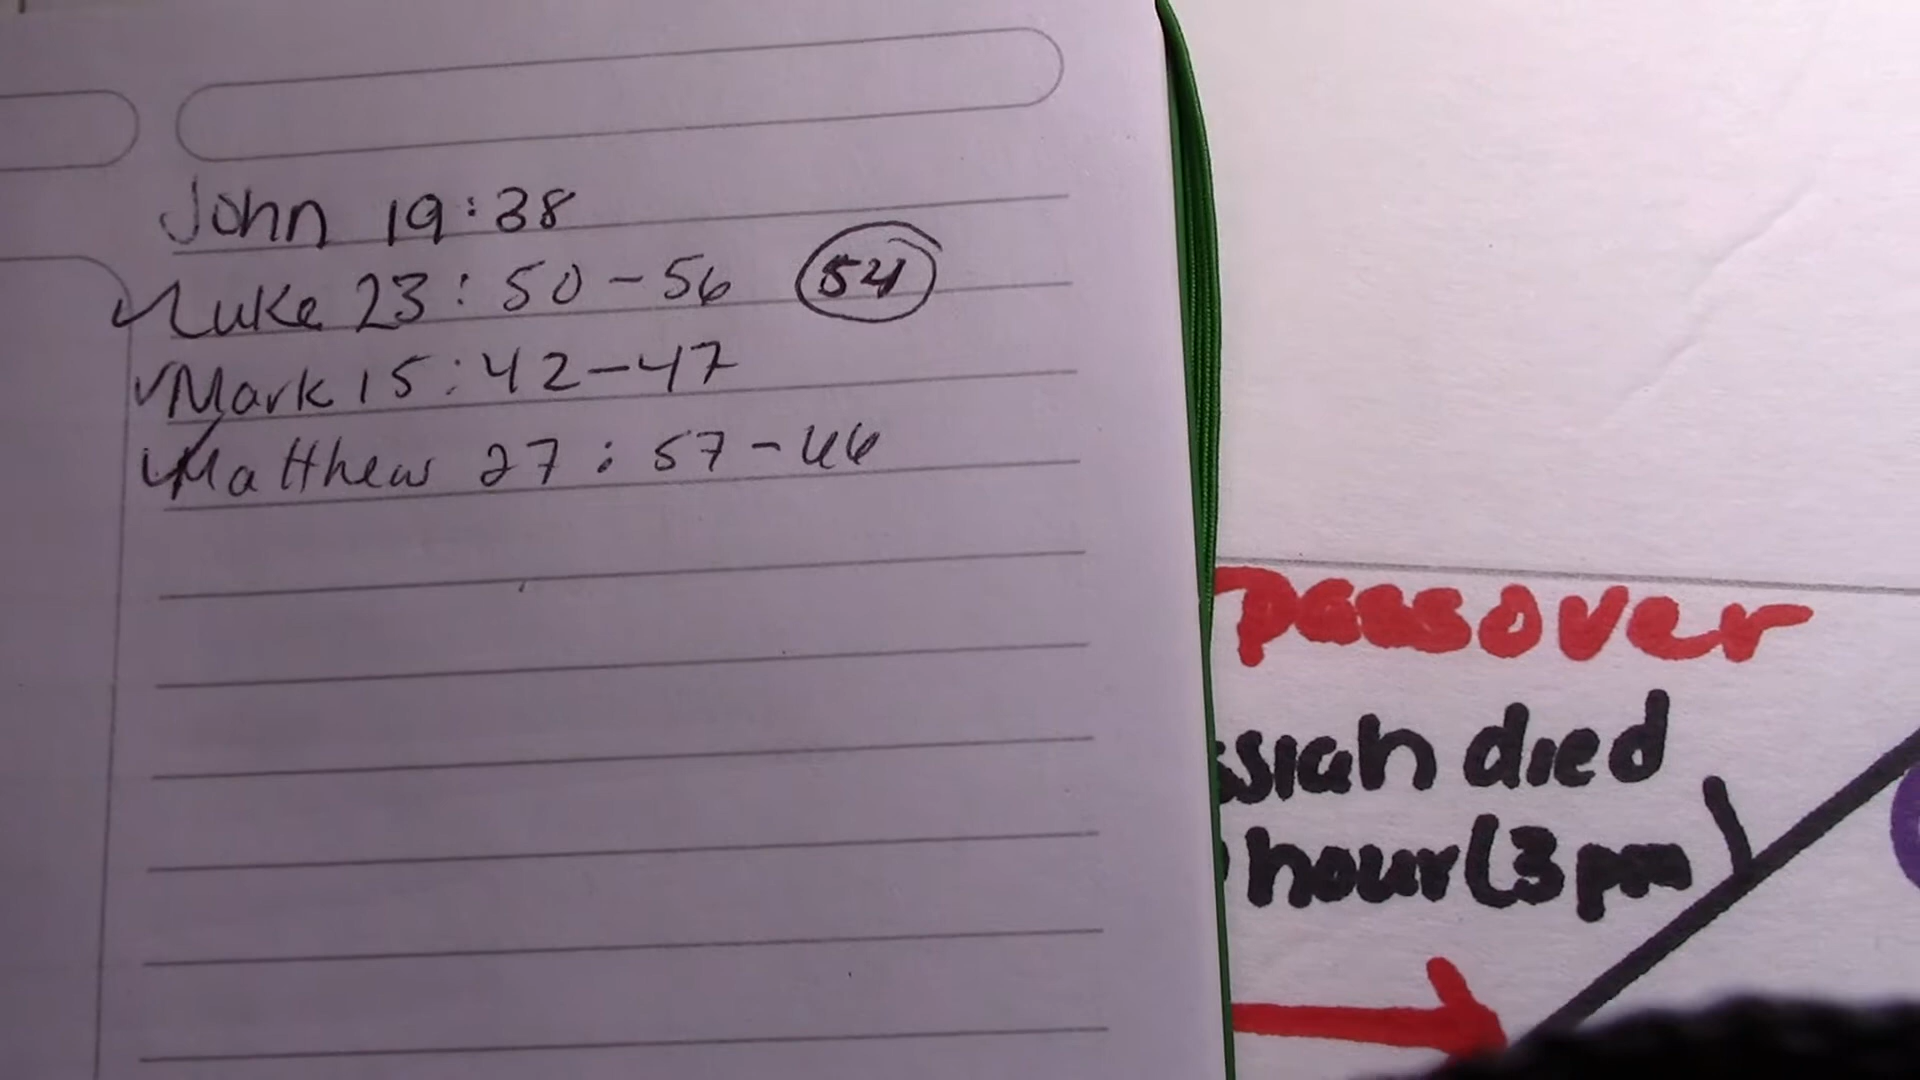 John 19:38
Luke 23:50-56 54
Mark 15:42-47
Matthew 27:57-66
passover
ssiah died
hour (3pm)